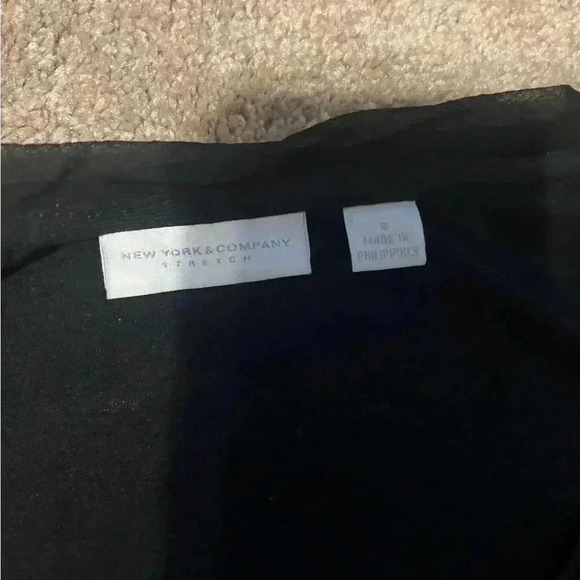 NEW YORK & COMPANY
STRETCH
MADE IN
PHILIPPINES